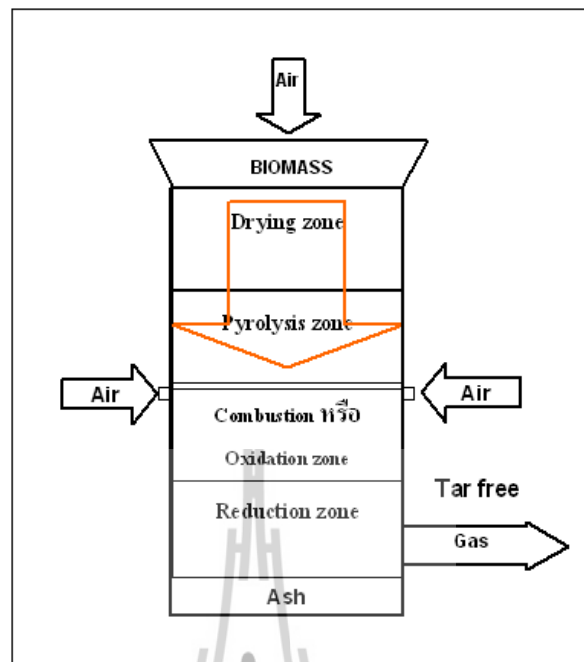 Air
BIOMASS
Drying zone
Pyrolysis zone
Air
Air
Combustion หรือ
Oxidation zone
Tar free
Reduction zone
Gas
Ash